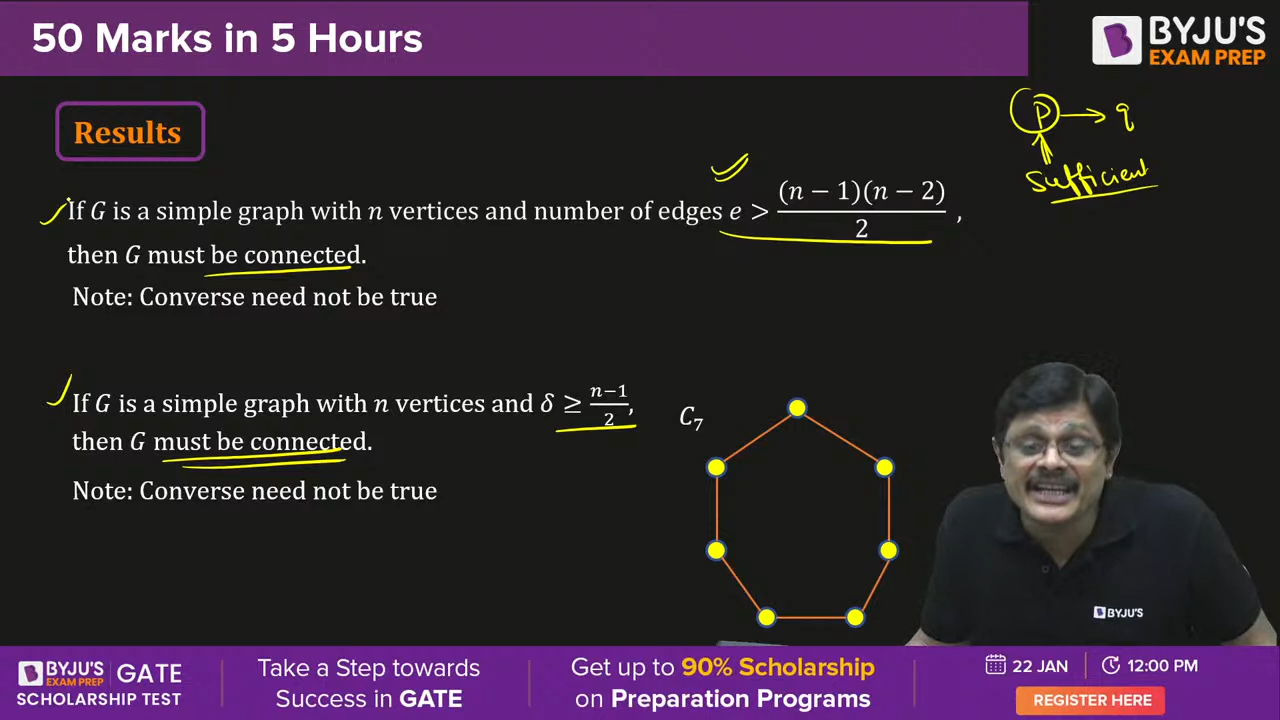 50 Marks in 5 Hours
BYJU'S
EXAM PREP
Results
p → q
sufficient
If G is a simple graph with n vertices and number of edges e > (n − 1)(n − 2) / 2 ,
then G must be connected.
Note: Converse need not be true
If G is a simple graph with n vertices and δ ≥ n−1 / 2,
then G must be connected.
Note: Converse need not be true
C₇
BYJU'S
BYJU'S EXAM PREP | GATE
SCHOLARSHIP TEST
Take a Step towards
Success in GATE
Get up to 90% Scholarship
on Preparation Programs
22 JAN
12:00 PM
REGISTER HERE